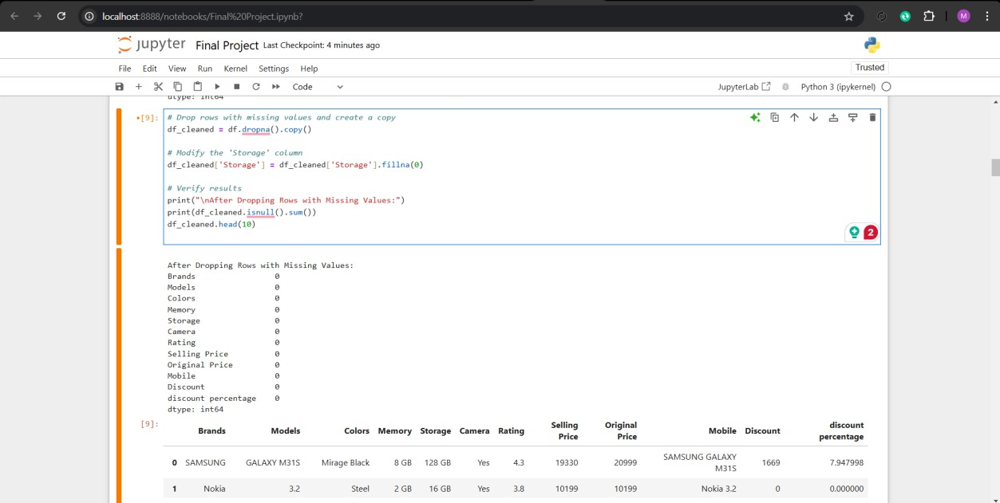 localhost:8888/notebooks/Final%20Project.ipynb?
M
jupyter Final Project Last Checkpoint: 4 minutes ago
File Edit View Run Kernel Settings Help
Trusted
Code
JupyterLab
Python 3 (ipykernel)
dtype: int64
[9]:
# Drop rows with missing values and create a copy
df_cleaned = df.dropna().copy()
# Modify the 'Storage' column
df_cleaned['Storage'] = df_cleaned['Storage'].fillna(0)
# Verify results
print("\nAfter Dropping Rows with Missing Values:")
print(df_cleaned.isnull().sum())
df_cleaned.head(10)
2
After Dropping Rows with Missing Values:
Brands 0
Models 0
Colors 0
Memory 0
Storage 0
Camera 0
Rating 0
Selling Price 0
Original Price 0
Mobile 0
Discount 0
discount percentage 0
dtype: int64
[9]:
Brands Models Colors Memory Storage Camera Rating Selling Price Original Price Mobile Discount discount percentage
0 SAMSUNG GALAXY M31S Mirage Black 8 GB 128 GB Yes 4.3 19330 20999 SAMSUNG GALAXY M31S 1669 7.947998
1 Nokia 3.2 Steel 2 GB 16 GB Yes 3.8 10199 10199 Nokia 3.2 0 0.000000